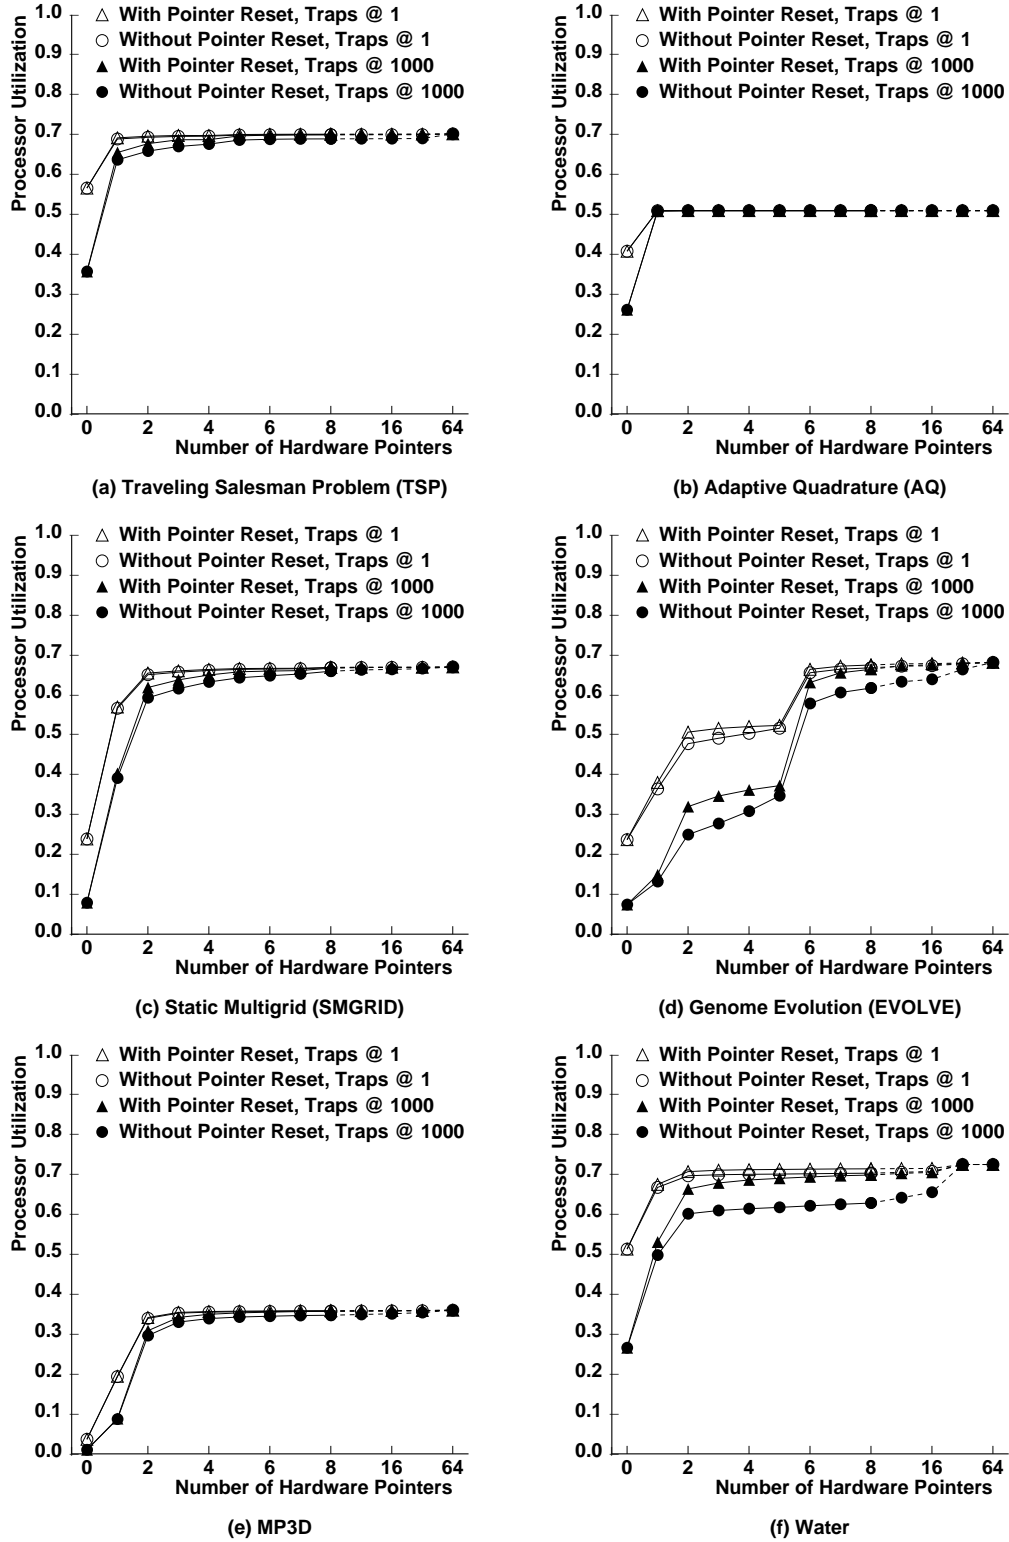 With Pointer Reset, Traps @ 1
Without Pointer Reset, Traps @ 1
With Pointer Reset, Traps @ 1000
Without Pointer Reset, Traps @ 1000
Processor Utilization
1.0
0.9
0.8
0.7
0.6
0.5
0.4
0.3
0.2
0.1
0.0
0 2 4 6 8 16 64
Number of Hardware Pointers
(a) Traveling Salesman Problem (TSP)
With Pointer Reset, Traps @ 1
Without Pointer Reset, Traps @ 1
With Pointer Reset, Traps @ 1000
Without Pointer Reset, Traps @ 1000
Processor Utilization
1.0
0.9
0.8
0.7
0.6
0.5
0.4
0.3
0.2
0.1
0.0
0 2 4 6 8 16 64
Number of Hardware Pointers
(b) Adaptive Quadrature (AQ)
With Pointer Reset, Traps @ 1
Without Pointer Reset, Traps @ 1
With Pointer Reset, Traps @ 1000
Without Pointer Reset, Traps @ 1000
Processor Utilization
1.0
0.9
0.8
0.7
0.6
0.5
0.4
0.3
0.2
0.1
0.0
0 2 4 6 8 16 64
Number of Hardware Pointers
(c) Static Multigrid (SMGRID)
With Pointer Reset, Traps @ 1
Without Pointer Reset, Traps @ 1
With Pointer Reset, Traps @ 1000
Without Pointer Reset, Traps @ 1000
Processor Utilization
1.0
0.9
0.8
0.7
0.6
0.5
0.4
0.3
0.2
0.1
0.0
0 2 4 6 8 16 64
Number of Hardware Pointers
(d) Genome Evolution (EVOLVE)
With Pointer Reset, Traps @ 1
Without Pointer Reset, Traps @ 1
With Pointer Reset, Traps @ 1000
Without Pointer Reset, Traps @ 1000
Processor Utilization
1.0
0.9
0.8
0.7
0.6
0.5
0.4
0.3
0.2
0.1
0.0
0 2 4 6 8 16 64
Number of Hardware Pointers
(e) MP3D
With Pointer Reset, Traps @ 1
Without Pointer Reset, Traps @ 1
With Pointer Reset, Traps @ 1000
Without Pointer Reset, Traps @ 1000
Processor Utilization
1.0
0.9
0.8
0.7
0.6
0.5
0.4
0.3
0.2
0.1
0.0
0 2 4 6 8 16 64
Number of Hardware Pointers
(f) Water